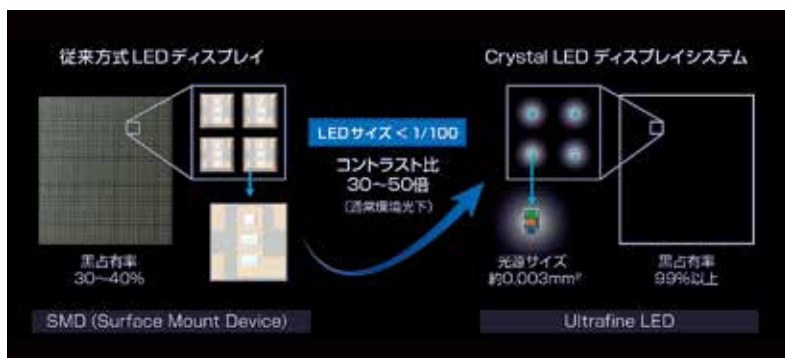 従来方式LEDディスプレイ
Crystal LED ディスプレイシステム
LEDサイズ < 1/100
コントラスト比
30〜50倍
(通常環境光下)
黒占有率
30〜40%
光源サイズ
約0.003mm²
黒占有率
99%以上
SMD (Surface Mount Device)
Ultrafine LED